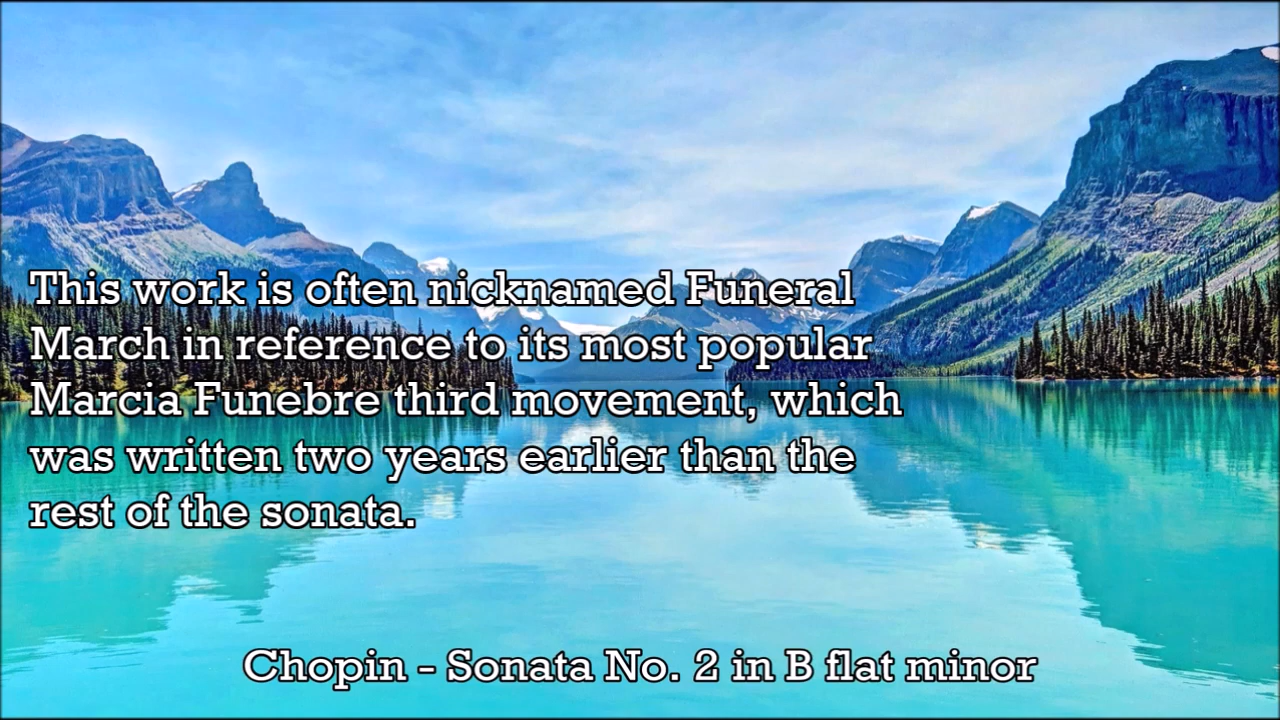 This work is often nicknamed Funeral
March in reference to its most popular
Marcia Funebre third movement, which
was written two years earlier than the
rest of the sonata.
Chopin - Sonata No. 2 in B flat minor